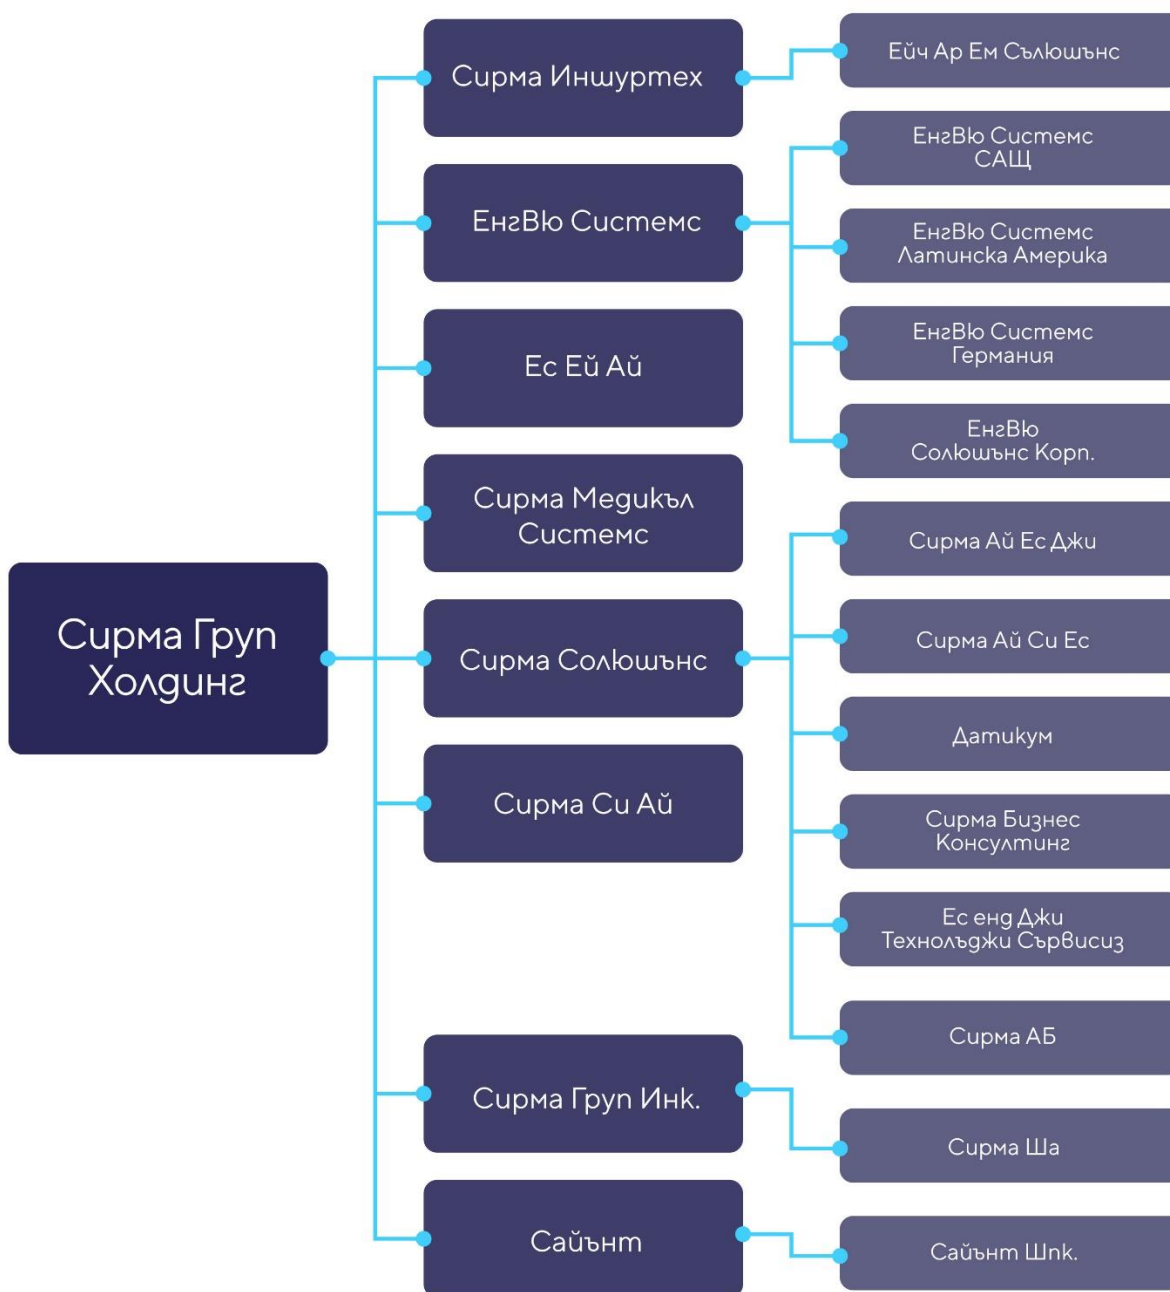 Сирма Груп
Холдинг
Сирма Иншуртех
ЕнгВю Системс
Ес Ей Ай
Сирма Медикъл
Системс
Сирма Солюшънс
Сирма Си Ай
Сирма Груп Инк.
Сайънт
Ейч Ар Ем Сълюшънс
ЕнгВю Системс
САЩ
ЕнгВю Системс
Латинска Америка
ЕнгВю Системс
Германия
ЕнгВю
Солюшънс Корп.
Сирма Ай Ес Джи
Сирма Ай Си Ес
Датикум
Сирма Бизнес
Консултинг
Ес енд Джи
Технолъджи Сървисиз
Сирма АБ
Сирма Ша
Сайънт Шпк.